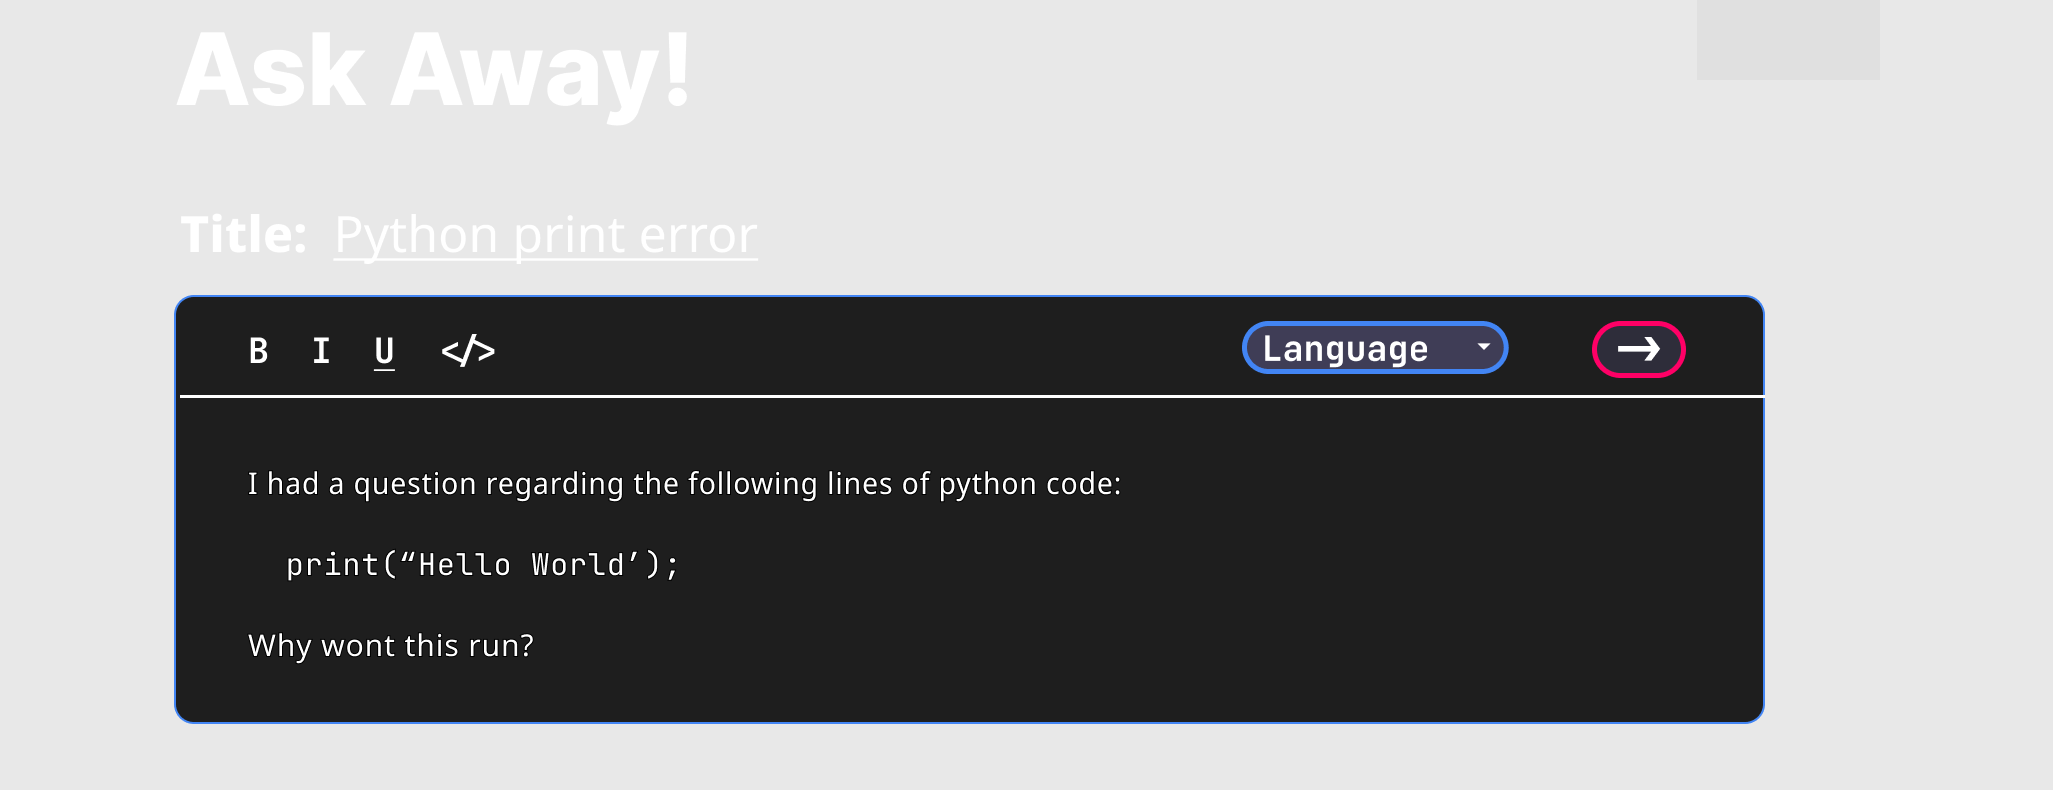 Ask Away!
Title: Python print error
B I U </> Language
I had a question regarding the following lines of python code:
print(“Hello World’);
Why wont this run?